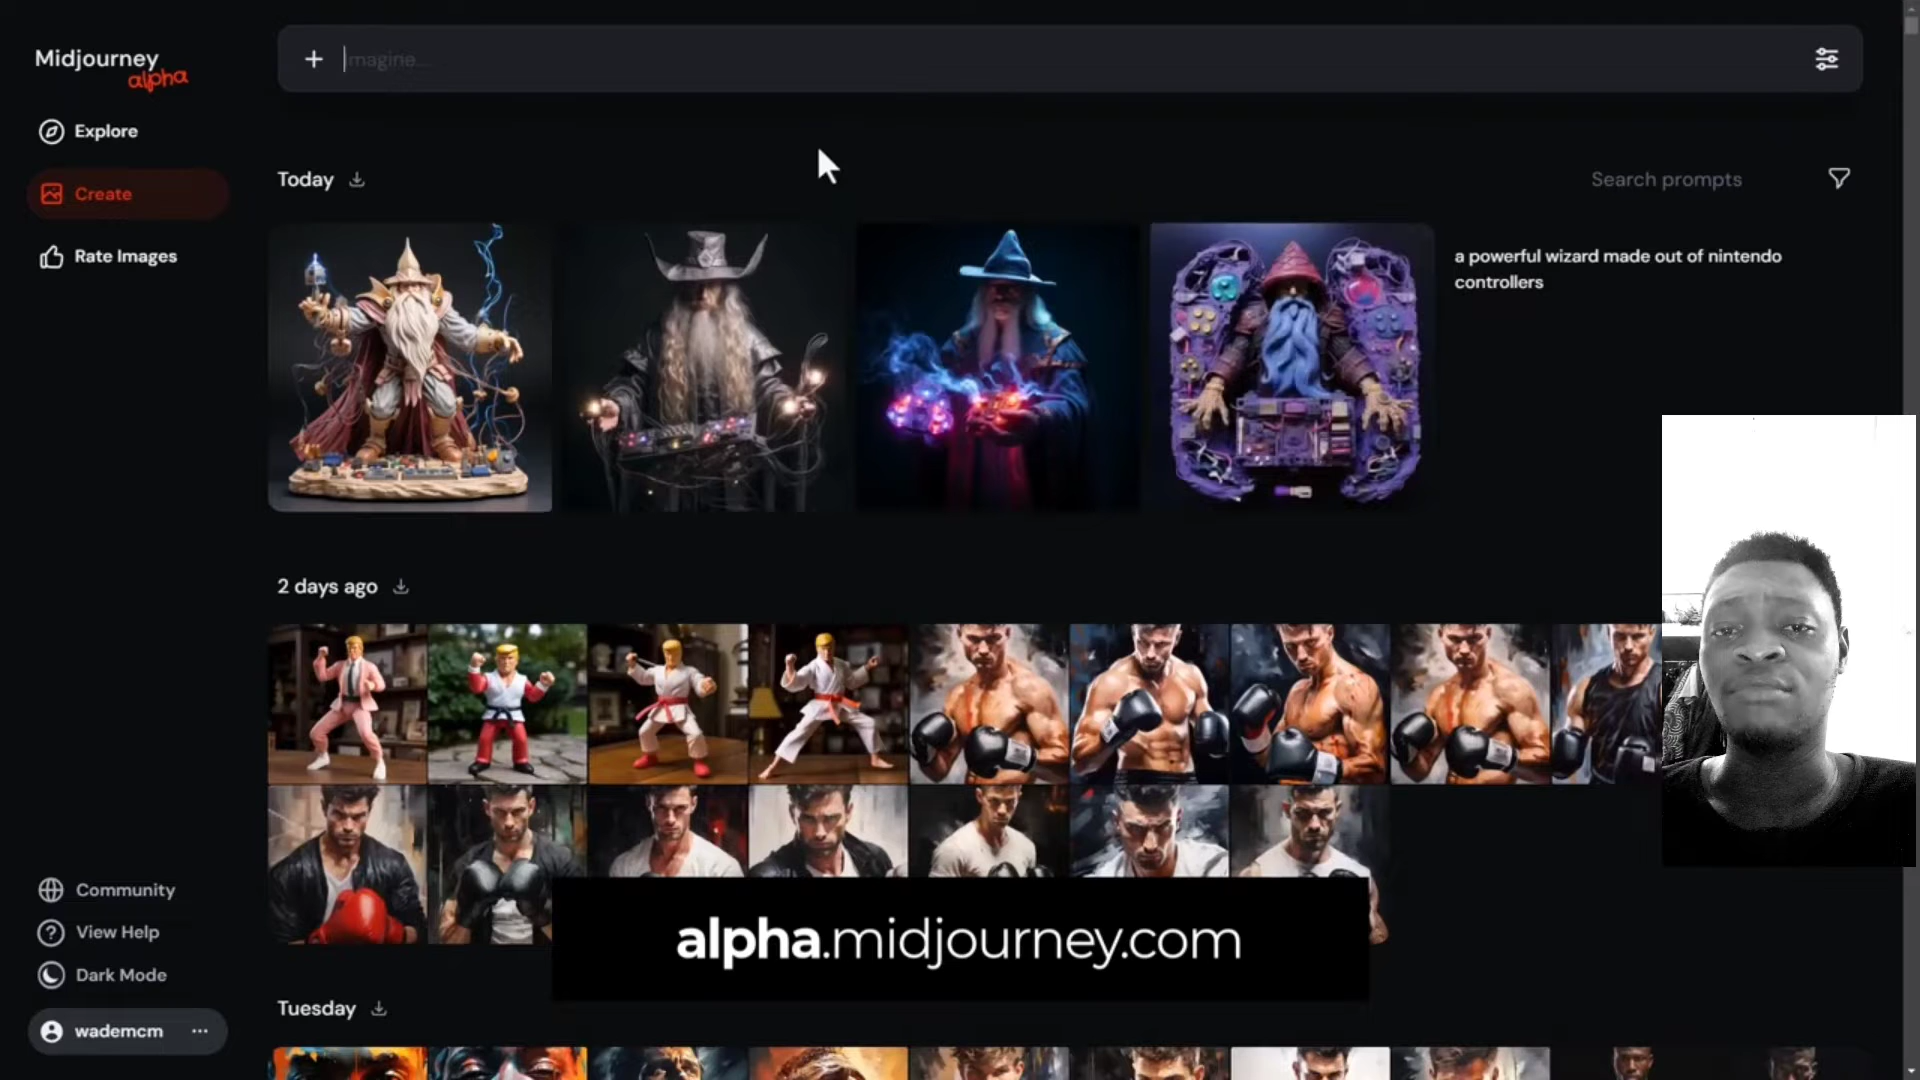 Midjourney
alpha
Imagine...
Explore
Create
Rate Images
Today
Search prompts
a powerful wizard made out of nintendo
controllers
2 days ago
Tuesday
Community
View Help
Dark Mode
wademcm
alpha.midjourney.com